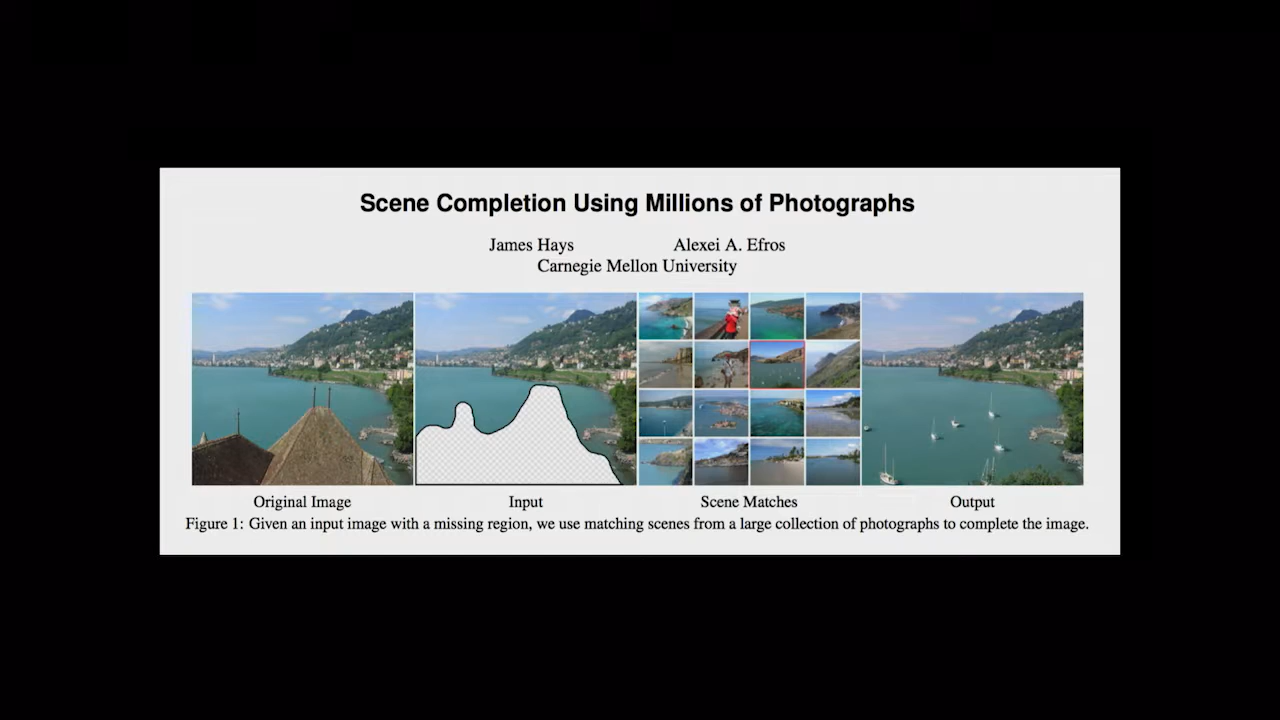 Scene Completion Using Millions of Photographs
James Hays Alexei A. Efros
Carnegie Mellon University
Original Image Input Scene Matches Output
Figure 1: Given an input image with a missing region, we use matching scenes from a large collection of photographs to complete the image.